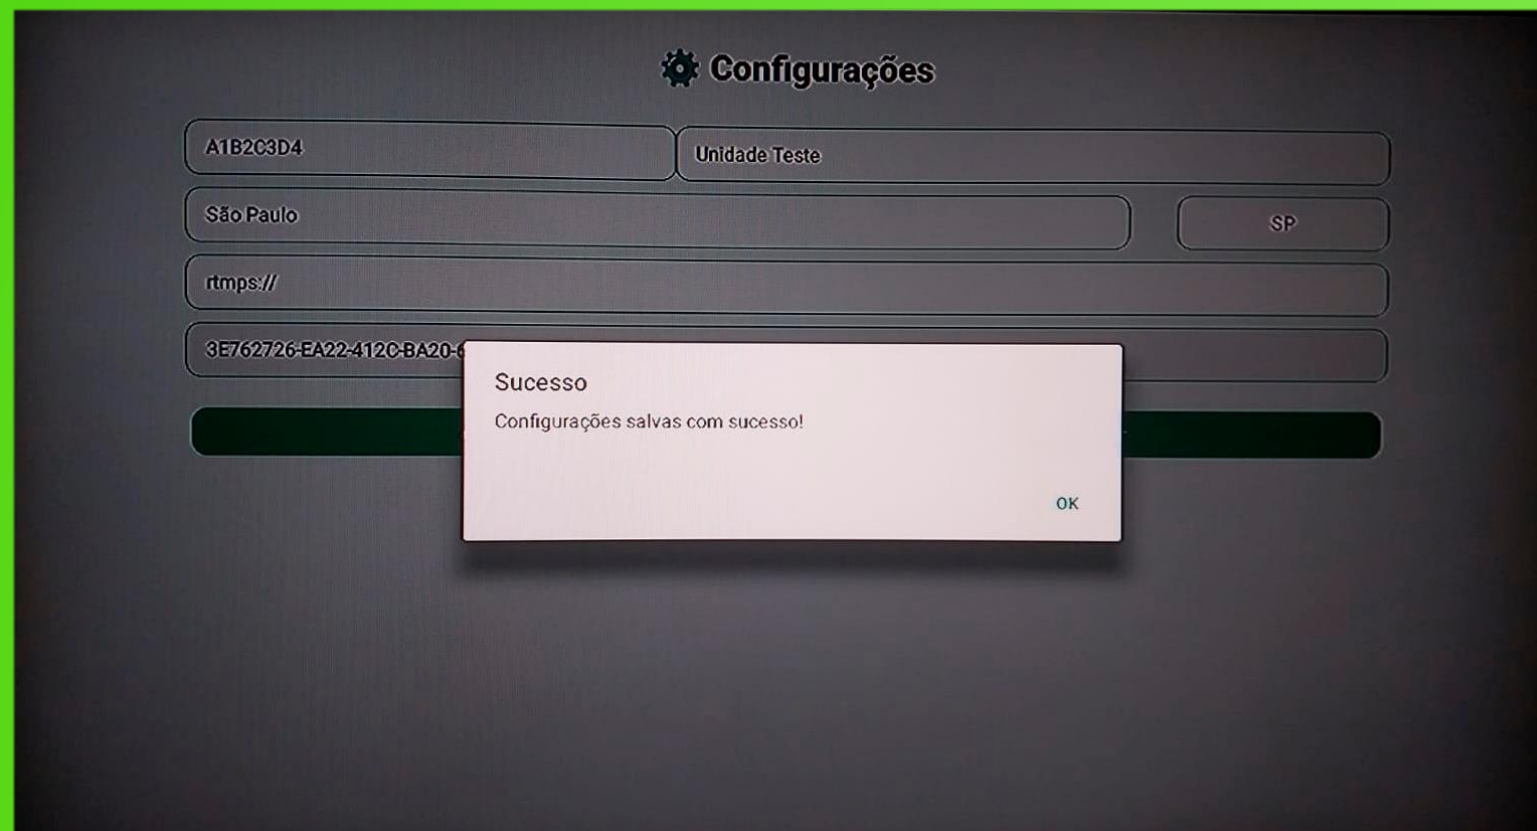 Configurações
A1B2C3D4
Unidade Teste
São Paulo
SP
rtmps://
3E762726-EA22-412C-BA20-
Sucesso
Configurações salvas com sucesso!
OK